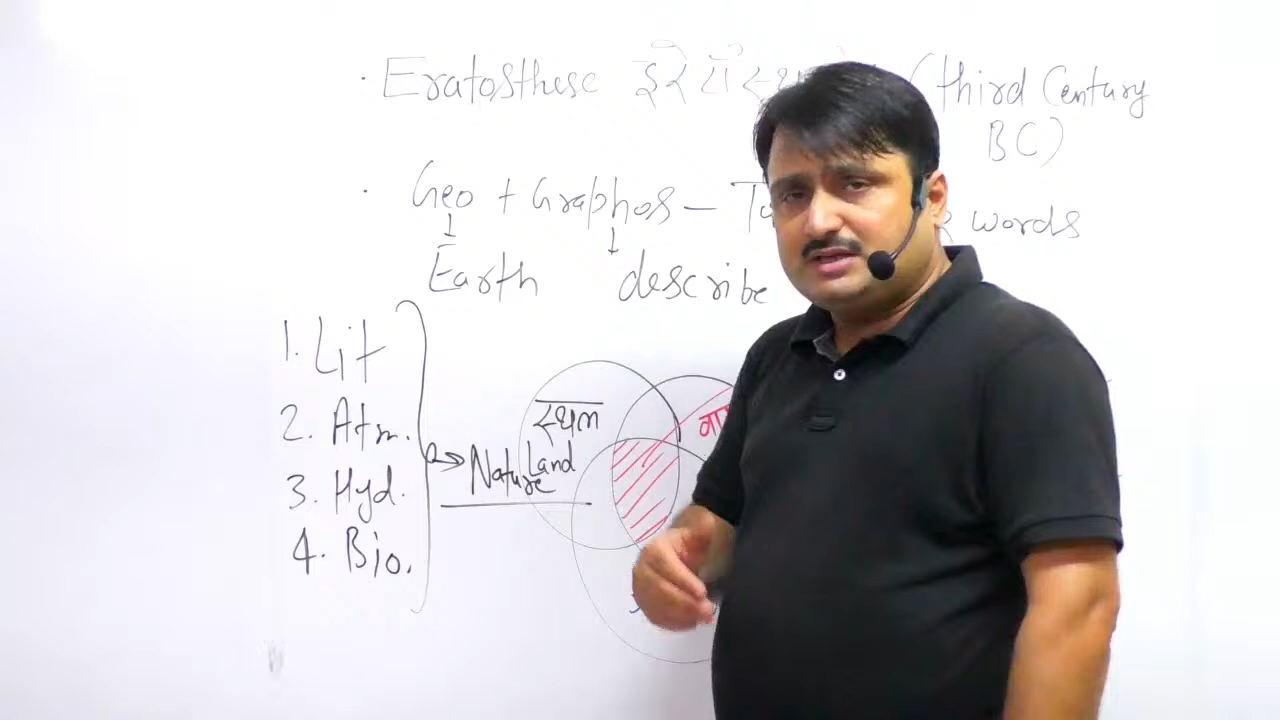 · Eratosthese (third Century
BC)
· Geo + Graphos – words
Earth describe
1. Lit
2. Atm.
3. Hyd.
4. Bio.
Nature
स्थल
Land